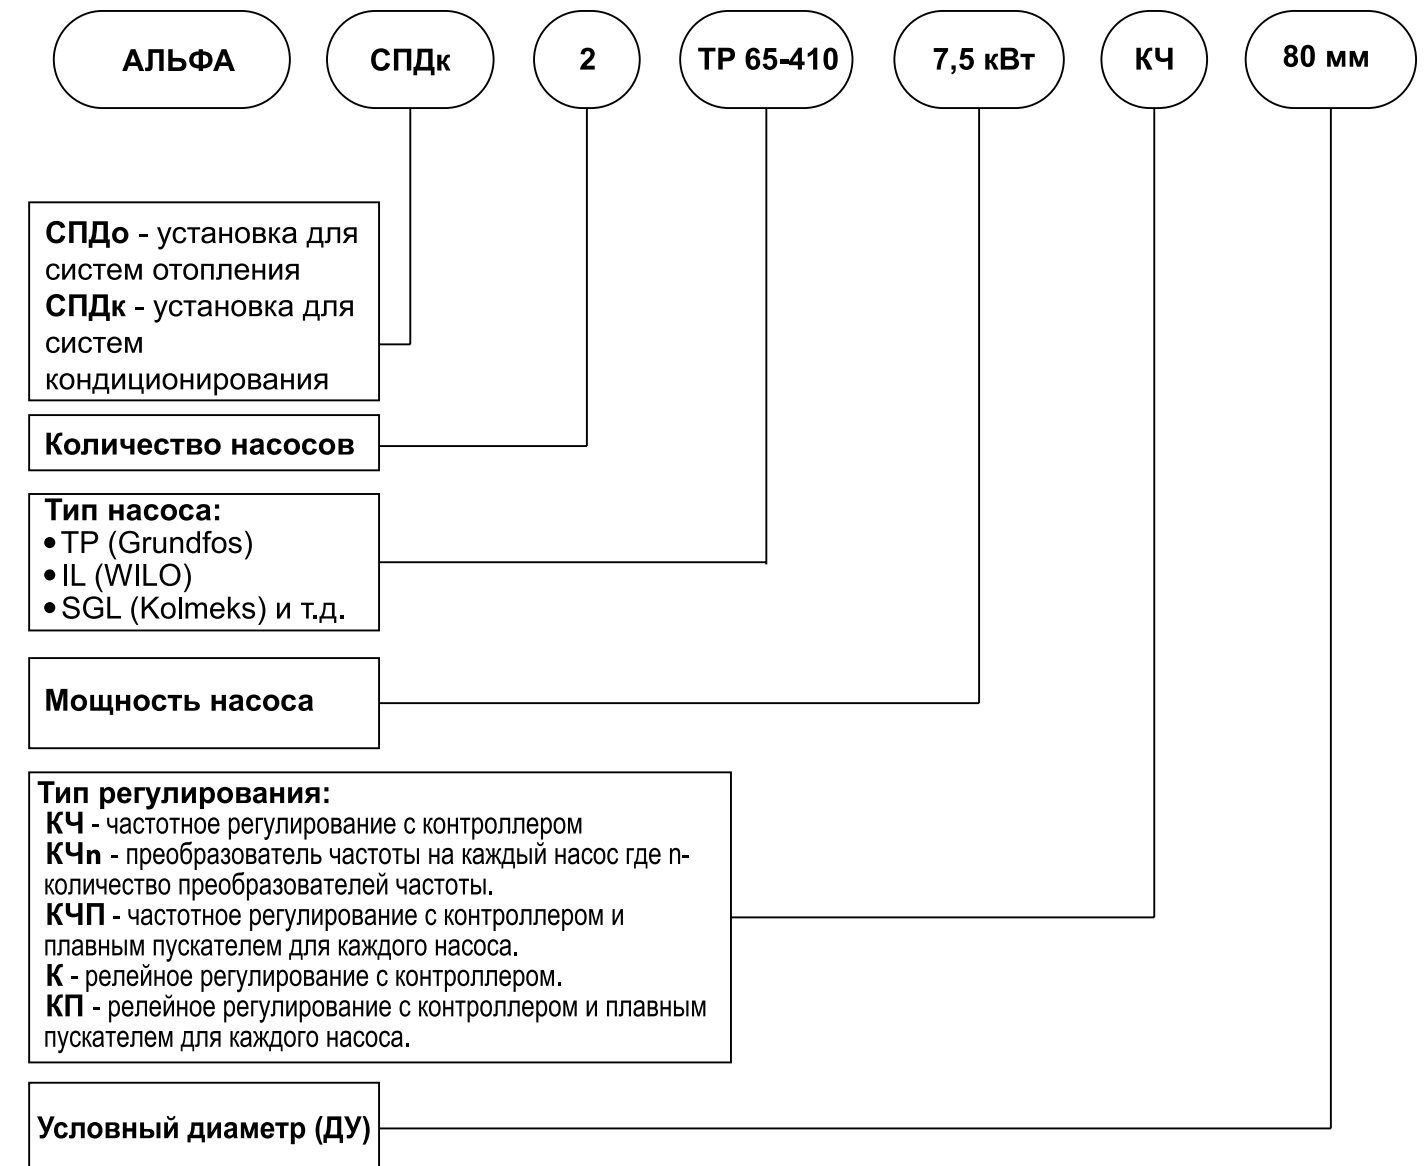 АЛЬФА СПДк 2 ТР 65-410 7,5 кВт КЧ 80 мм
СПДо - установка для
систем отопления
СПДк - установка для
систем
кондиционирования
Количество насосов
Тип насоса:
• TP (Grundfos)
• IL (WILO)
• SGL (Kolmeks) и т.д.
Мощность насоса
Тип регулирования:
КЧ - частотное регулирование с контроллером
КЧn - преобразователь частоты на каждый насос где n-
количество преобразователей частоты.
КЧП - частотное регулирование с контроллером и
плавным пускателем для каждого насоса.
К - релейное регулирование с контроллером.
КП - релейное регулирование с контроллером и плавным
пускателем для каждого насоса.
Условный диаметр (ДУ)